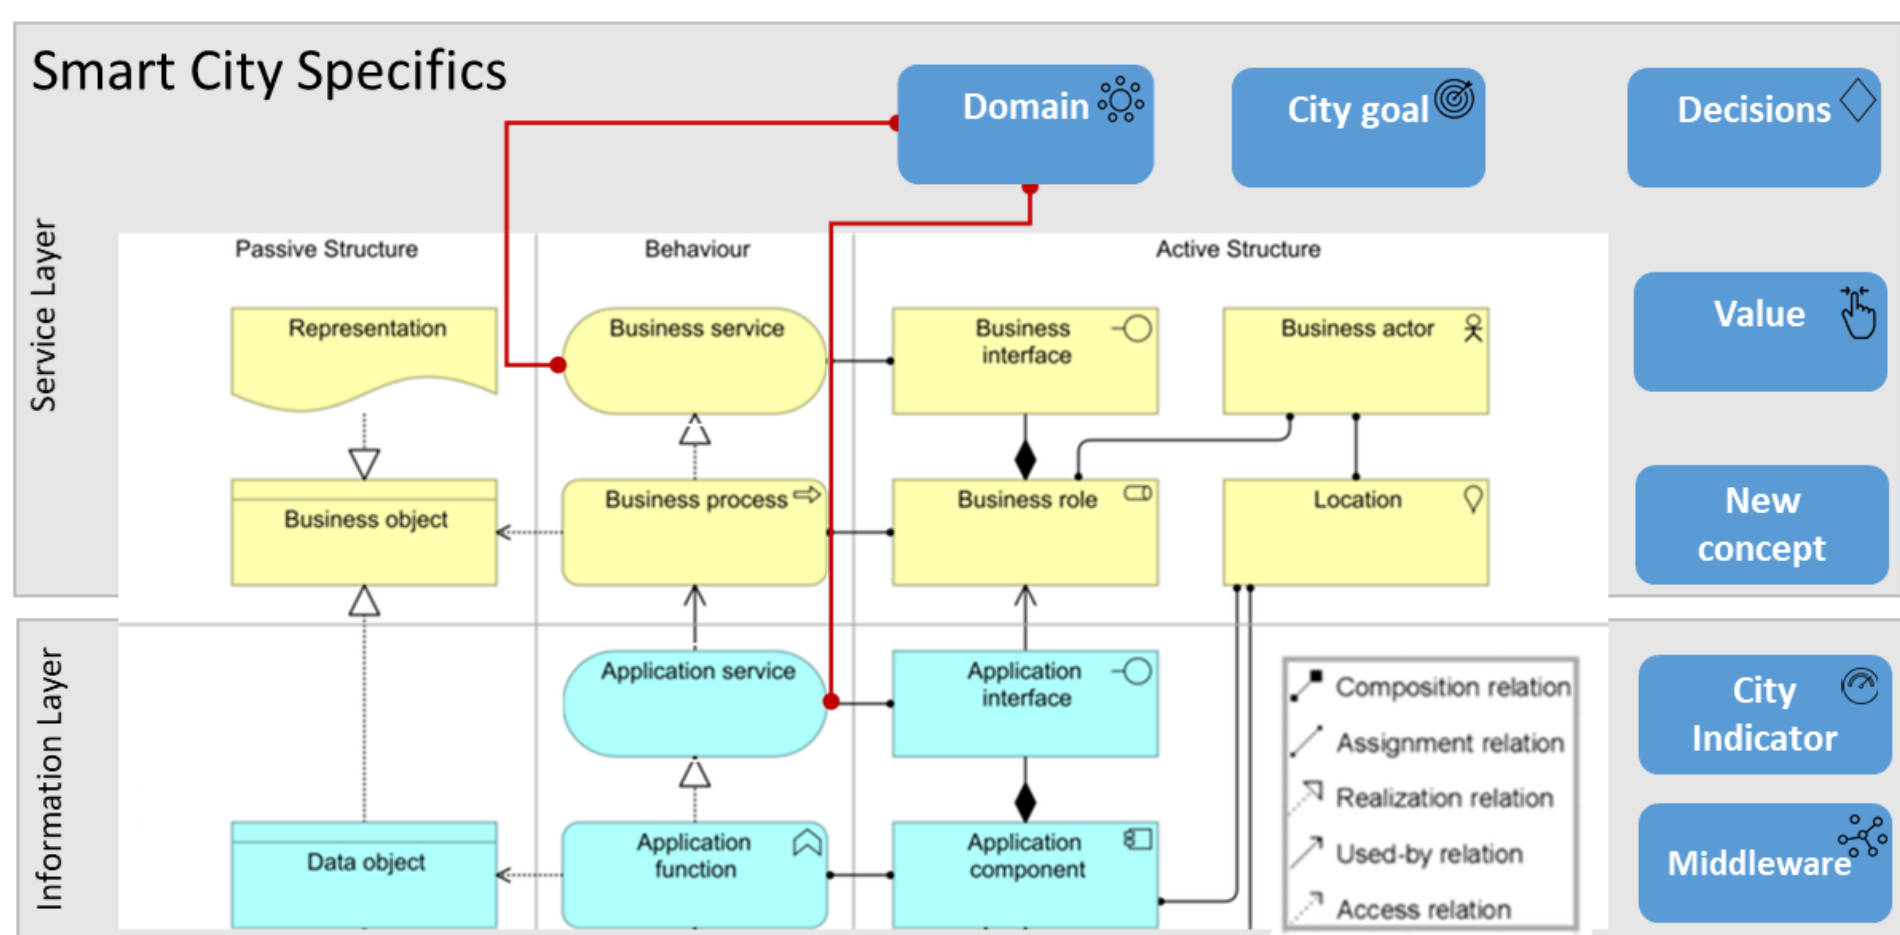 Smart City Specifics
Domain
City goal
Decisions
Service Layer
Passive Structure
Behaviour
Active Structure
Representation
Business service
Business
interface
Business actor
Value
Business object
Business process
Business role
Location
New
concept
Information Layer
Application service
Application
interface
Composition relation
Assignment relation
Realization relation
Used-by relation
Access relation
City
Indicator
Data object
Application
function
Application
component
Middleware